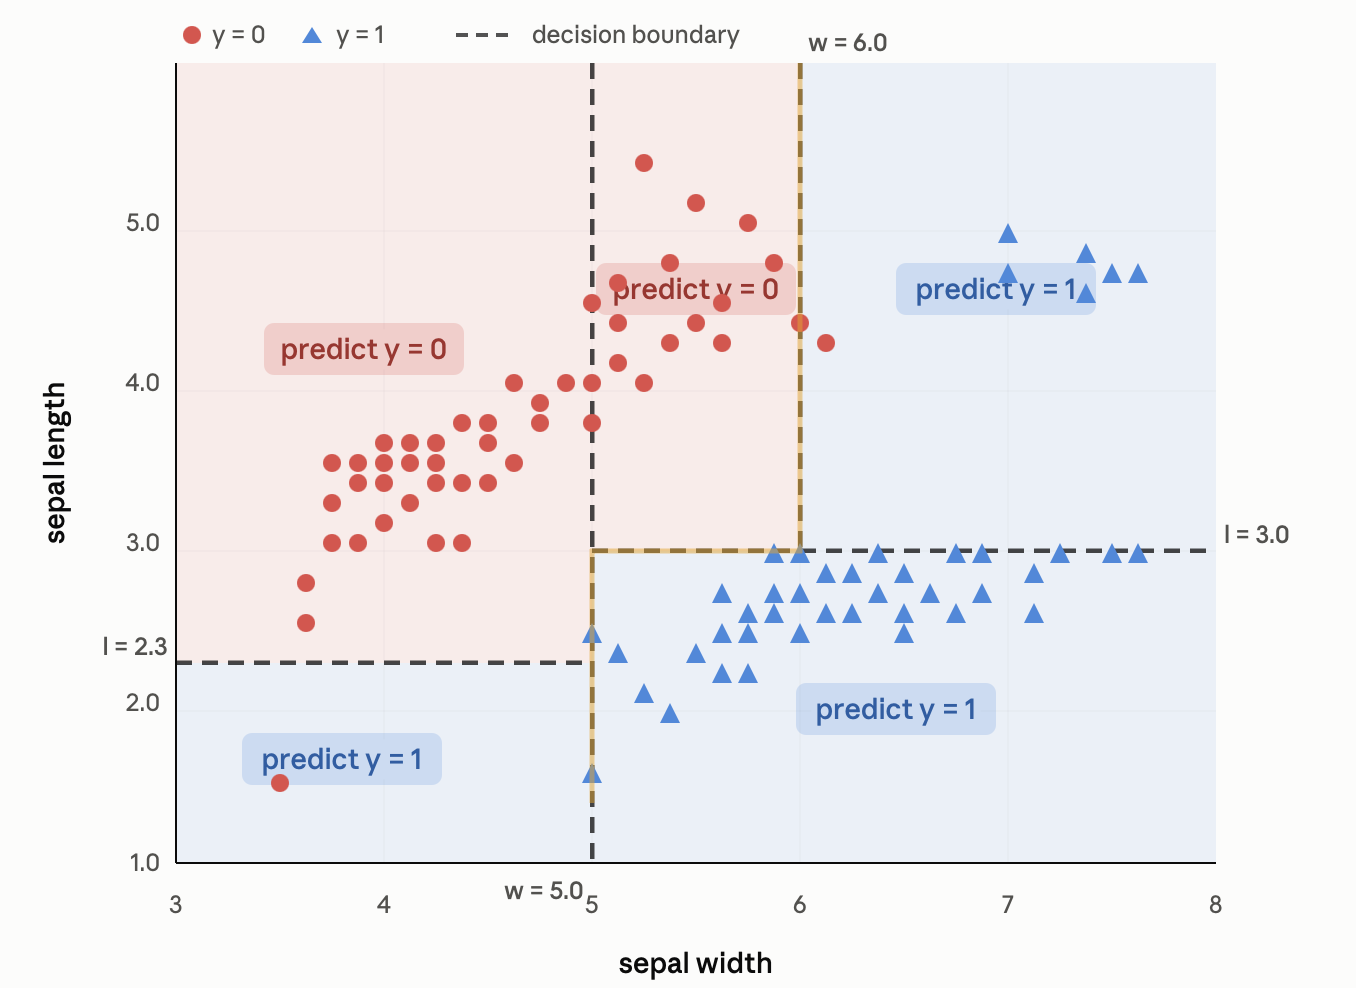 y = 0
y = 1
decision boundary
w = 6.0
5.0
predict y = 0
predict y = 1
predict y = 0
4.0
sepal length
3.0
l = 3.0
l = 2.3
2.0
predict y = 1
predict y = 1
1.0
w = 5.0
3
4
5
6
7
8
sepal width